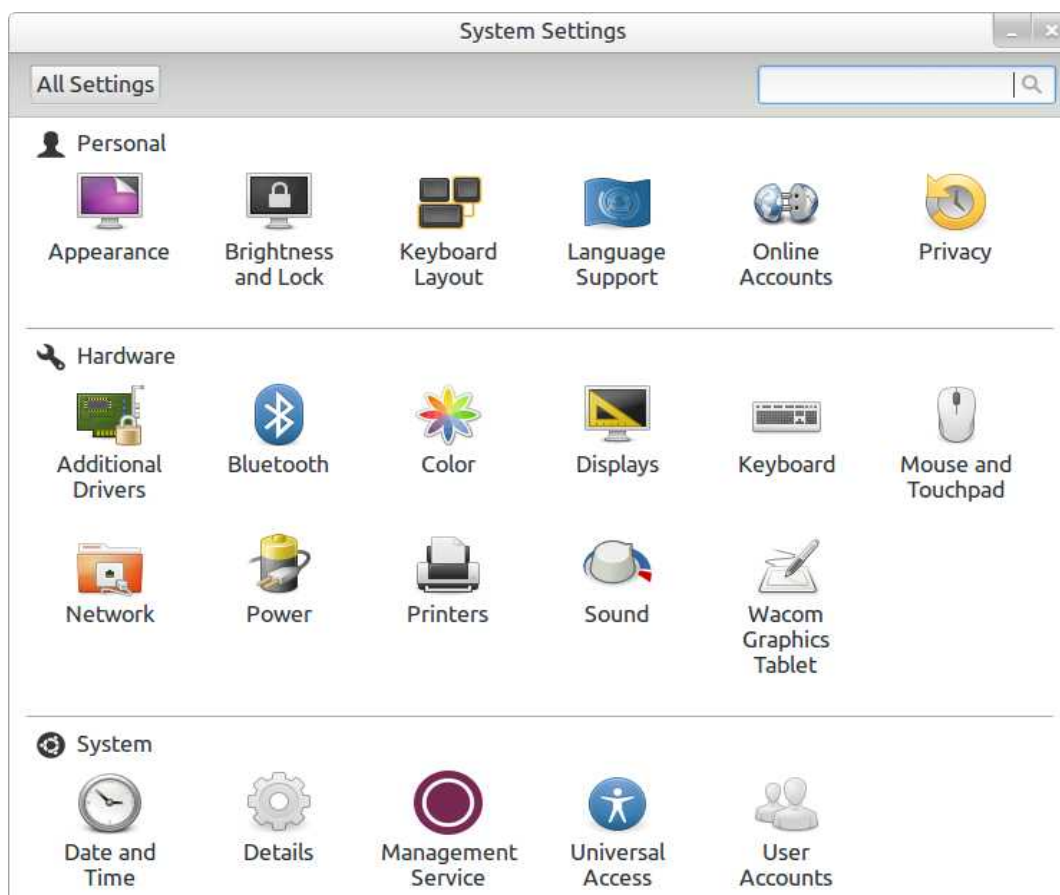 System Settings
All Settings
Personal
Appearance
Brightness
and Lock
Keyboard
Layout
Language
Support
Online
Accounts
Privacy
Hardware
Additional
Drivers
Bluetooth
Color
Displays
Keyboard
Mouse and
Touchpad
Network
Power
Printers
Sound
Wacom
Graphics
Tablet
System
Date and
Time
Details
Management
Service
Universal
Access
User
Accounts